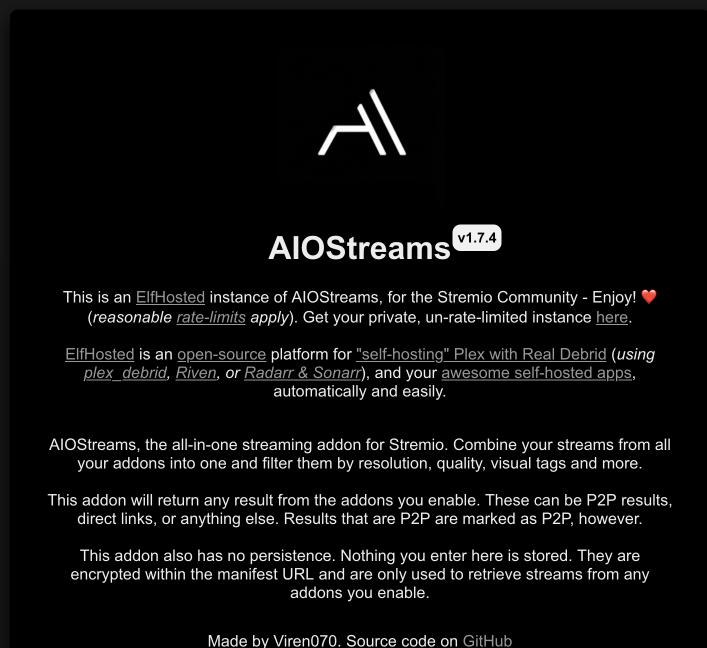 AIOStreams v1.7.4
This is an ElfHosted instance of AIOStreams, for the Stremio Community - Enjoy! ❤️
(reasonable rate-limits apply). Get your private, un-rate-limited instance here.
ElfHosted is an open-source platform for "self-hosting" Plex with Real Debrid (using
plex_debrid, Riven, or Radarr & Sonarr), and your awesome self-hosted apps,
automatically and easily.
AIOStreams, the all-in-one streaming addon for Stremio. Combine your streams from all
your addons into one and filter them by resolution, quality, visual tags and more.
This addon will return any result from the addons you enable. These can be P2P results,
direct links, or anything else. Results that are P2P are marked as P2P, however.
This addon also has no persistence. Nothing you enter here is stored. They are
encrypted within the manifest URL and are only used to retrieve streams from any
addons you enable.
Made by Viren070. Source code on GitHub